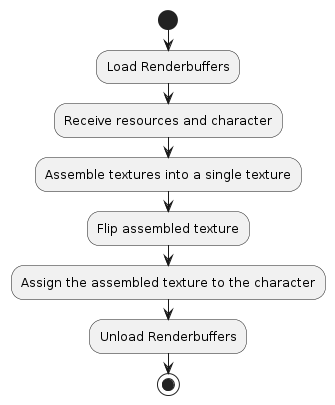 Load Renderbuffers
Receive resources and character
Assemble textures into a single texture
Flip assembled texture
Assign the assembled texture to the character
Unload Renderbuffers